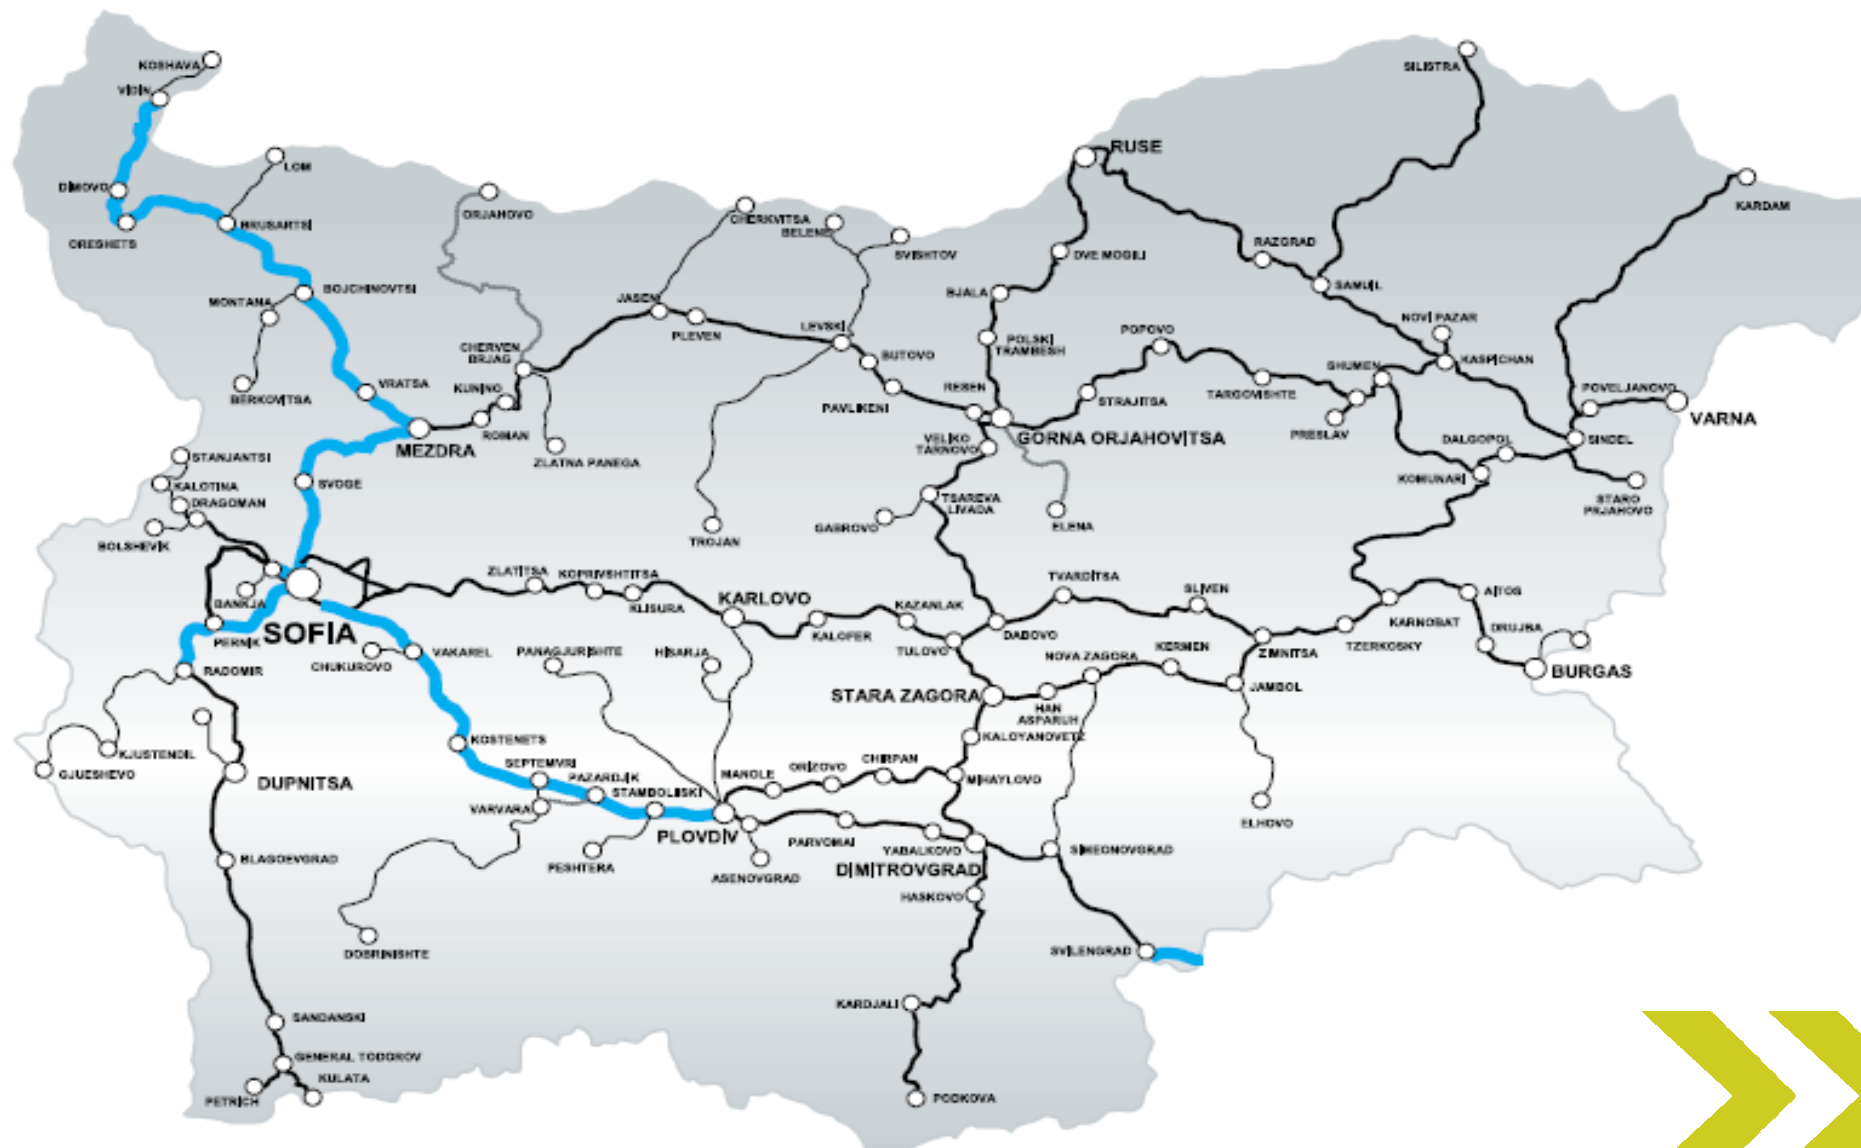 KOSHAVA
VIDIN
LOM
DIMOVO
ORESHETS
BRUSARTSI
ORJAHOVO
CHERKVITSA
BELENE
SVISHTOV
RUSE
SILISTRA
KARDAM
DVE MOGILI
RAZGRAD
SAMUIL
BJALA
MONTANA
BOJCHINOVTSI
JASEN
PLEVEN
LEVSKI
BUTOVO
POLSKI
TRAMBESH
POPOVO
NOVI PAZAR
KASPICHAN
CHERVEN
BRJAG
KUNINO
VRATSA
BERKOVITSA
ROMAN
MEZDRA
ZLATNA PANEGA
PAVLIKENI
RESEN
STRAJITSA
TARGOVISHTE
SHUMEN
PRESLAV
POVELJANOVO
VARNA
GORNA ORJAHOVITSA
VELIKO
TARNOVO
DALGOPOL
SINDEL
KOMUNARI
STARO
PRJAHOVO
STANJANTSI
KALOTINA
DRAGOMAN
BOLSHEVIK
SVOGE
TROJAN
GABROVO
TSAREVA
LIVADA
ELENA
BANKJA
SOFIA
PERNIK
RADOMIR
ZLATITSA
KOPRIVSHTITSA
KLISURA
KARLOVO
KALOFER
KAZANLAK
TULOVO
DABOVO
TVARDITSA
SLIVEN
KERMEN
ZIMNITSA
TZERKOSKY
KARNOBAT
AITOS
DRUJBA
BURGAS
CHUKUROVO
VAKAREL
PANAGJURISHTE
HISARJA
STARA ZAGORA
NOVA ZAGORA
HAN
ASPARUH
JAMBOL
KALOYANOVETZ
KJUSTENDIL
GJUESHEVO
DUPNITSA
KOSTENETS
SEPTEMVRI
PAZARDJIK
STAMBOLIISKI
VARVARA
PESHTERA
PLOVDIV
MANOLE
ORIZOVO
CHIRPAN
MIHAYLOVO
ELHOVO
ASENOVGRAD
PARVOMAI
YABALKOVO
DIMITROVGRAD
SIMEONOVGRAD
HASKOVO
BLAGOEVGRAD
DOBRINISHTE
SVILENGRAD
KARDJALI
SANDANSKI
GENERAL TODOROV
PETRICH
KULATA
PODKOVA